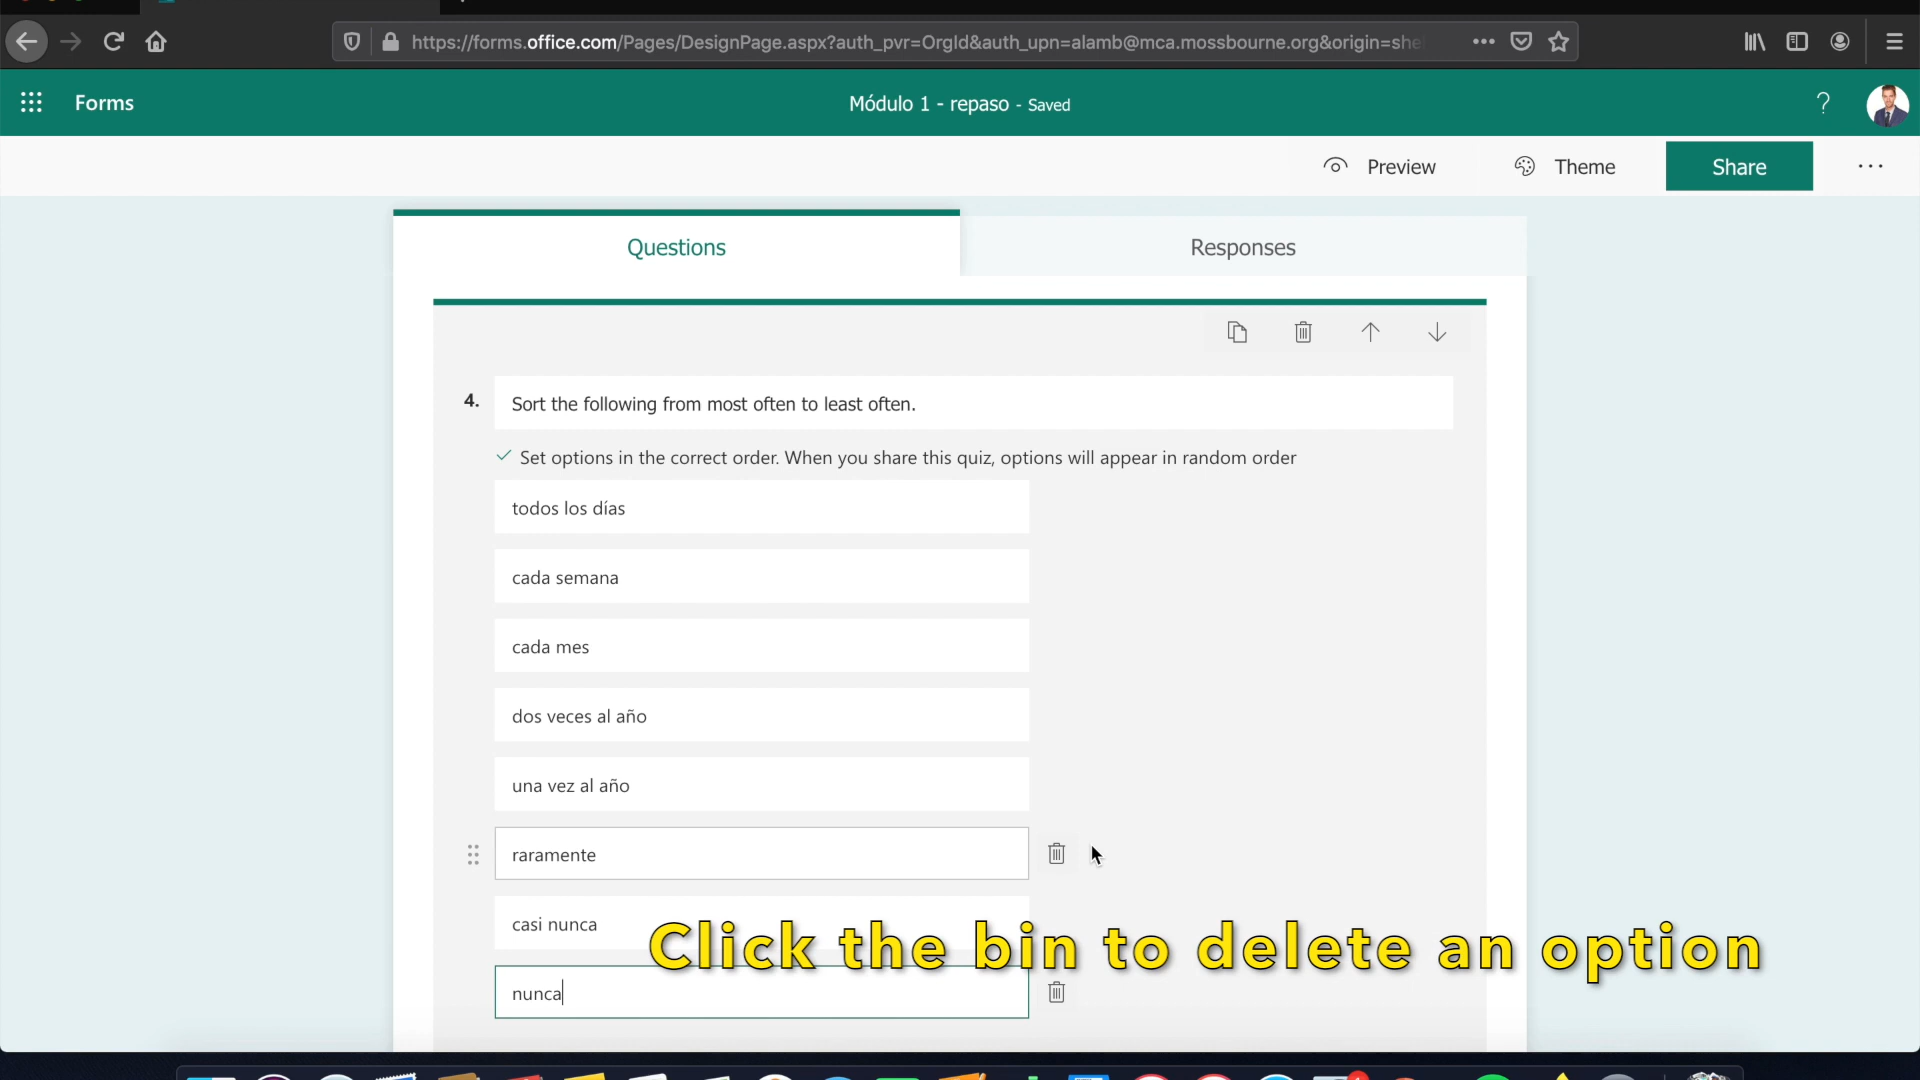 https://forms.office.com/Pages/DesignPage.aspx?auth_pvr=OrgId&auth_upn=alamb@mca.mossbourne.org&origin=she
Forms
Módulo 1 - repaso - Saved
?
Preview
Theme
Share
Questions
Responses
4.
Sort the following from most often to least often.
Set options in the correct order. When you share this quiz, options will appear in random order
todos los días
cada semana
cada mes
dos veces al año
una vez al año
raramente
casi nunca
Click the bin to delete an option
nunca